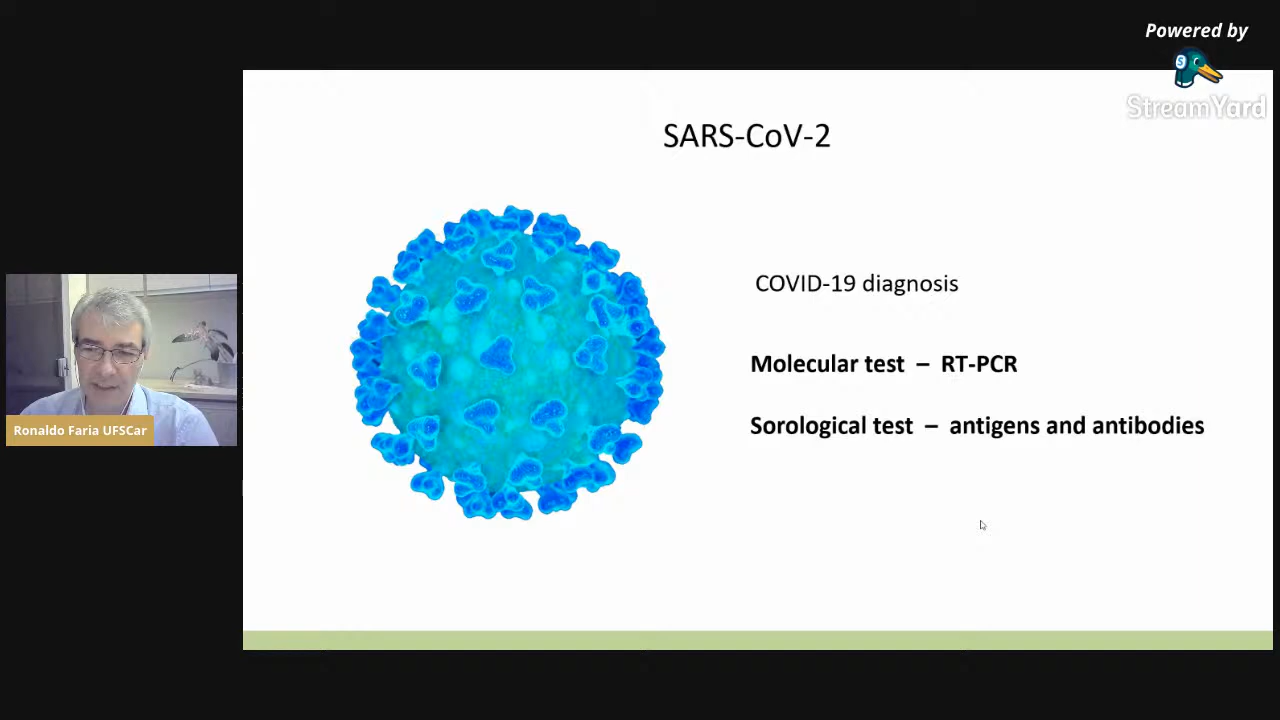 Powered by
StreamYard
SARS-CoV-2
COVID-19 diagnosis
Molecular test – RT-PCR
Sorological test – antigens and antibodies
Ronaldo Faria UFSCar